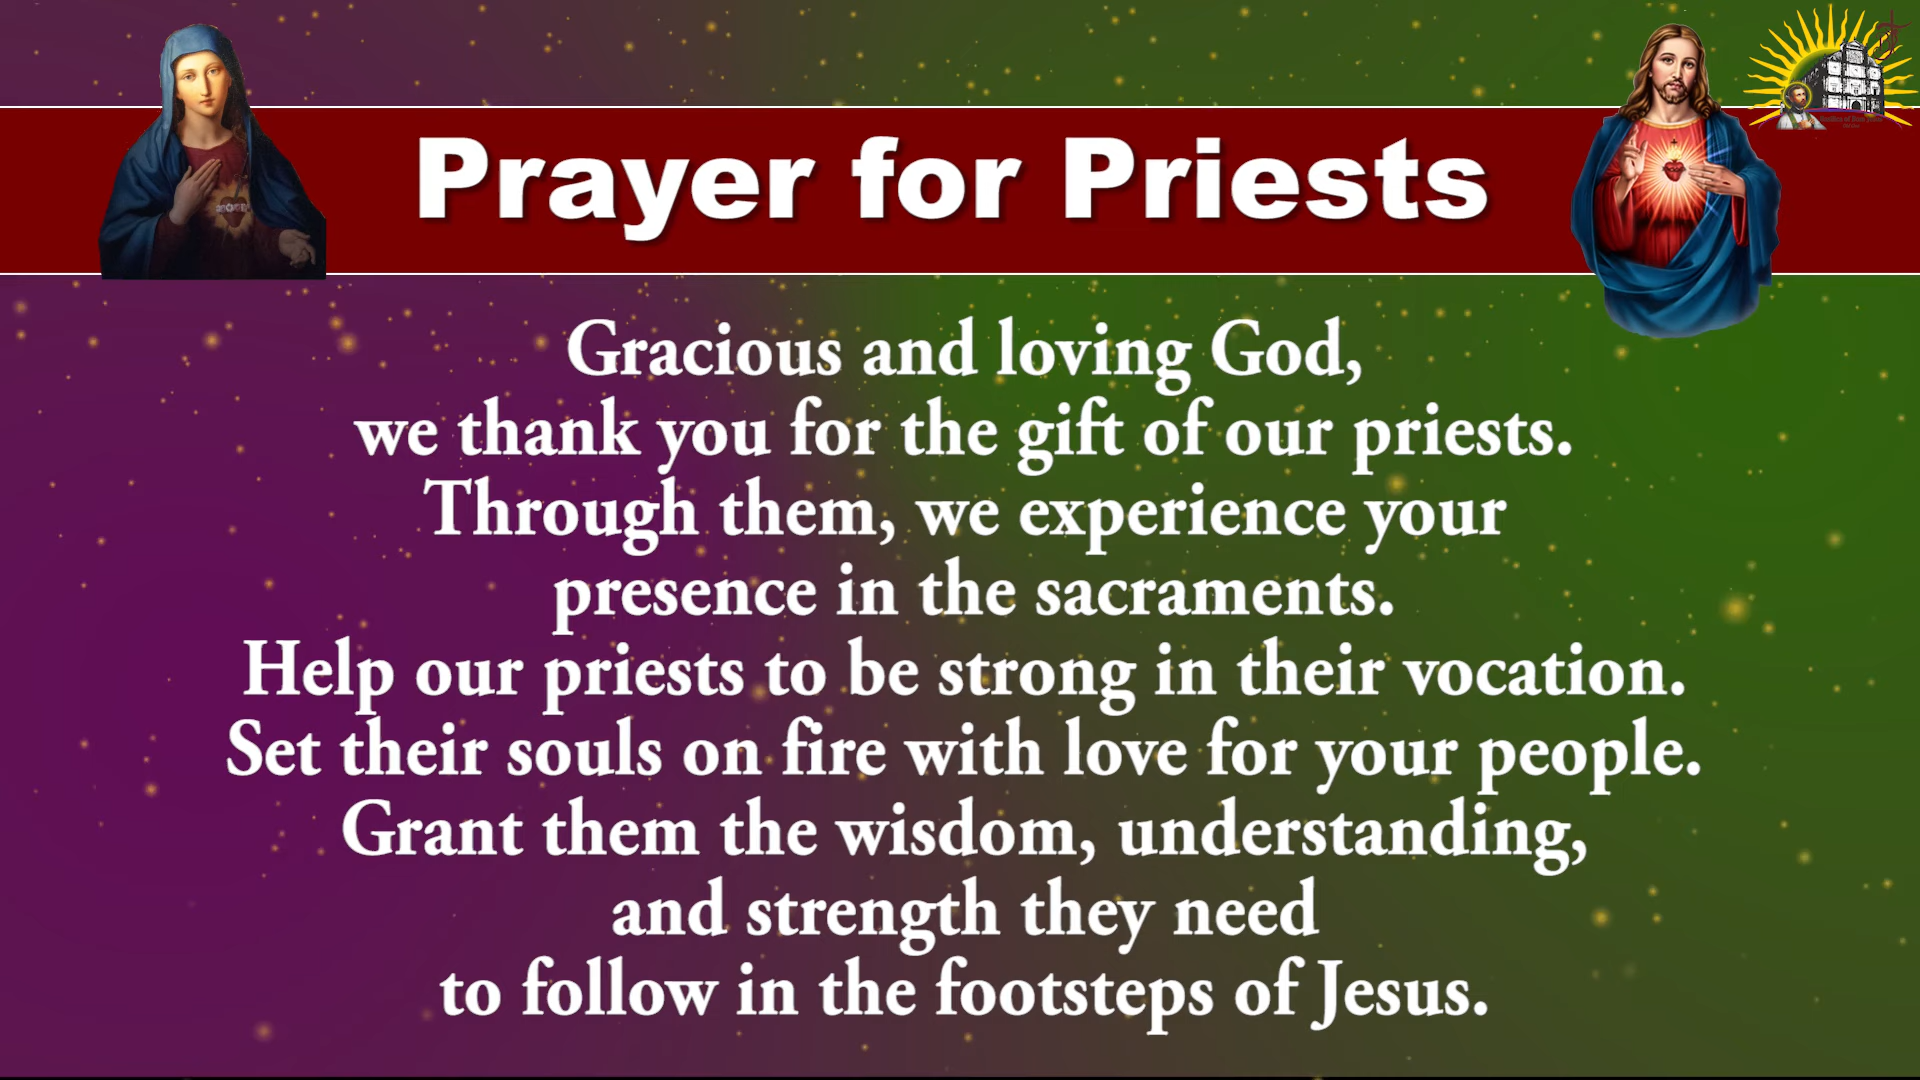 Prayer for Priests
Gracious and loving God,
we thank you for the gift of our priests.
Through them, we experience your
presence in the sacraments.
Help our priests to be strong in their vocation.
Set their souls on fire with love for your people.
Grant them the wisdom, understanding,
and strength they need
to follow in the footsteps of Jesus.